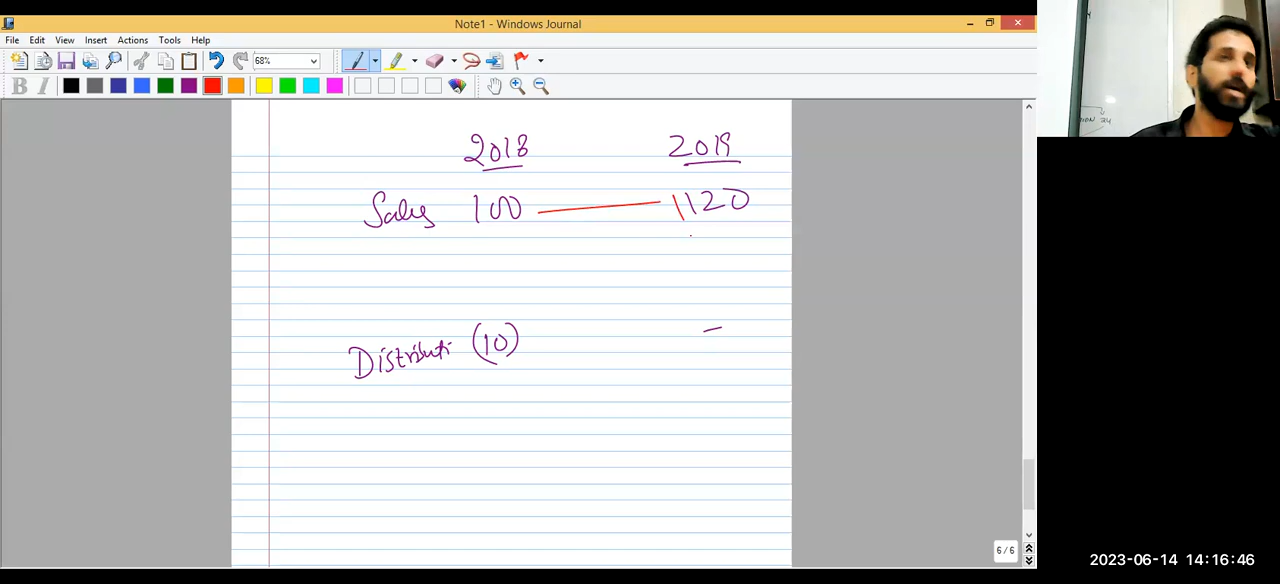 Note1 - Windows Journal
File Edit View Insert Actions Tools Help
68%
B I
2018 2019
Sales 100 120
Distributi (10) –
6/6
2023-06-14 14:16:46